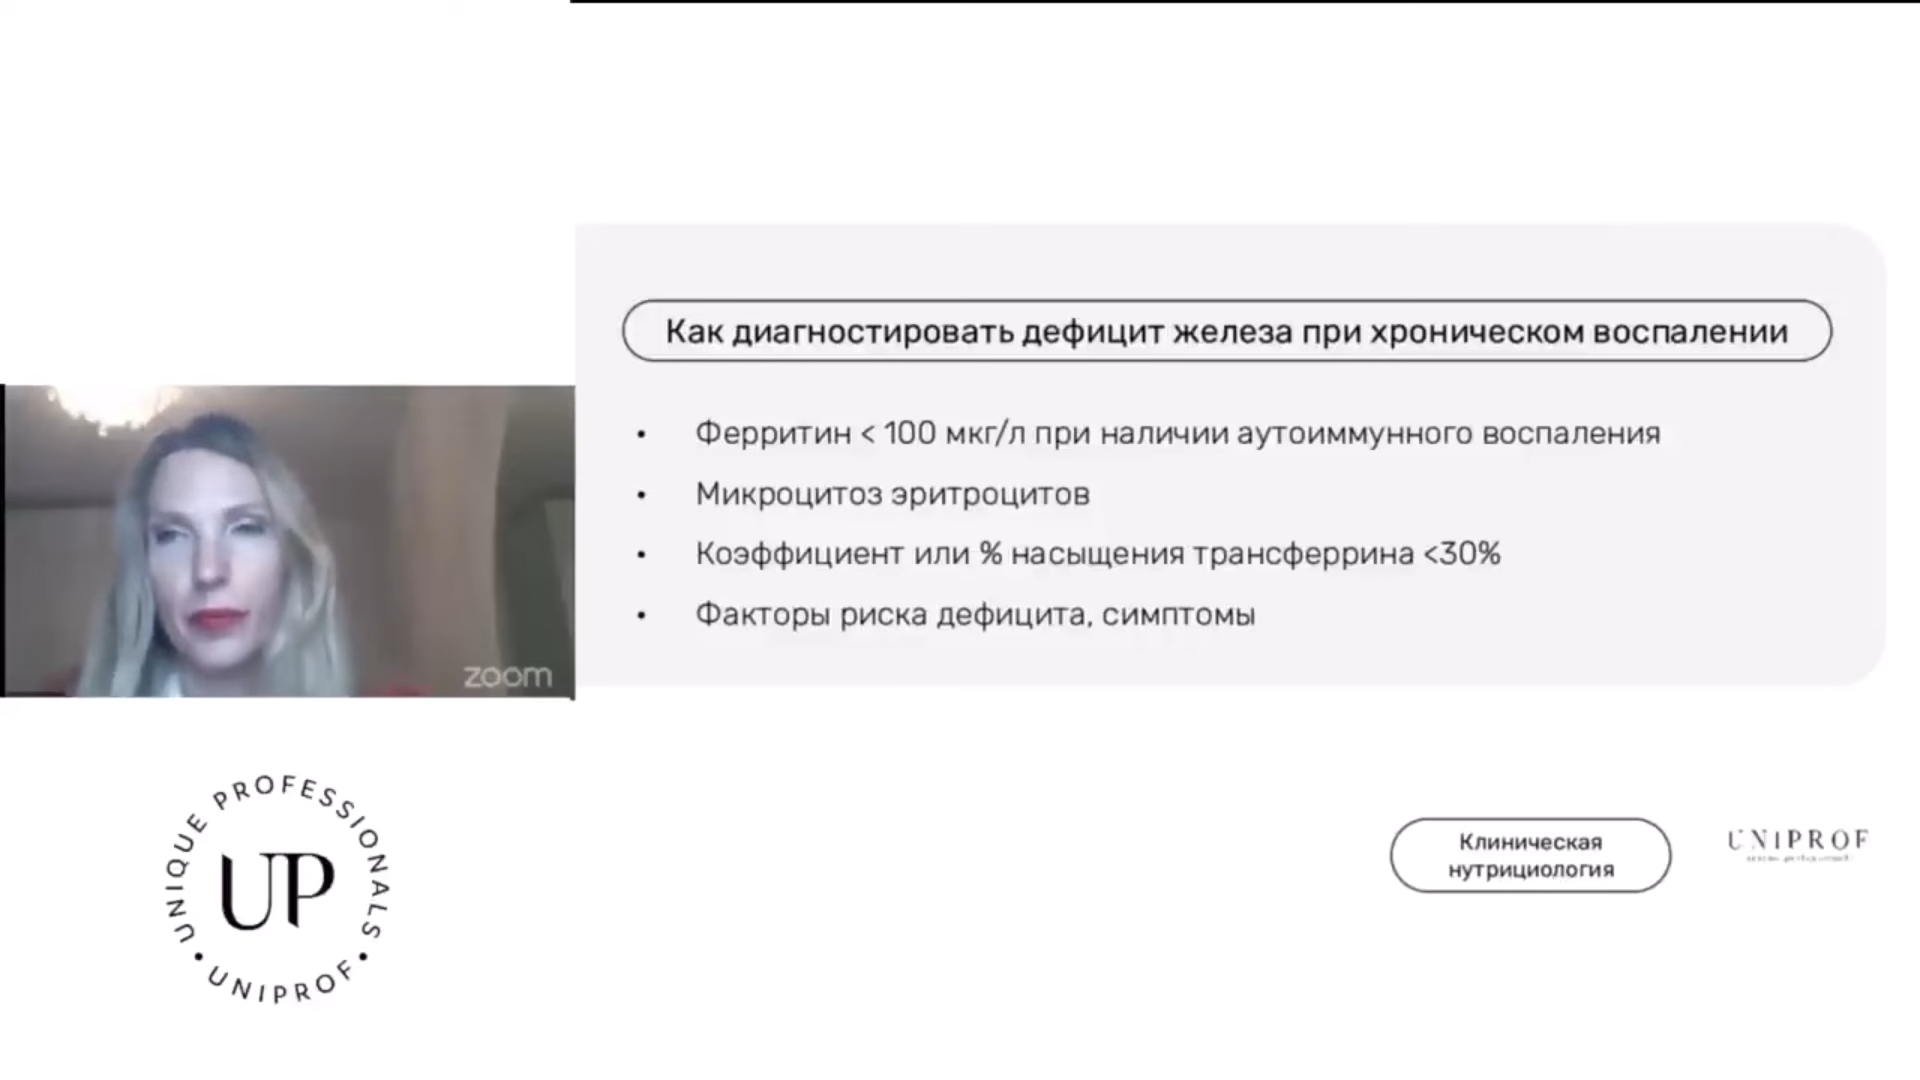 Как диагностировать дефицит железа при хроническом воспалении
• Ферритин < 100 мкг/л при наличии аутоиммунного воспаления
• Микроцитоз эритроцитов
• Коэффициент или % насыщения трансферрина <30%
• Факторы риска дефицита, симптомы
zoom
UNIQUE PROFESSIONALS
UP
• UNIPROF •
Клиническая
нутрициология
UNIPROF